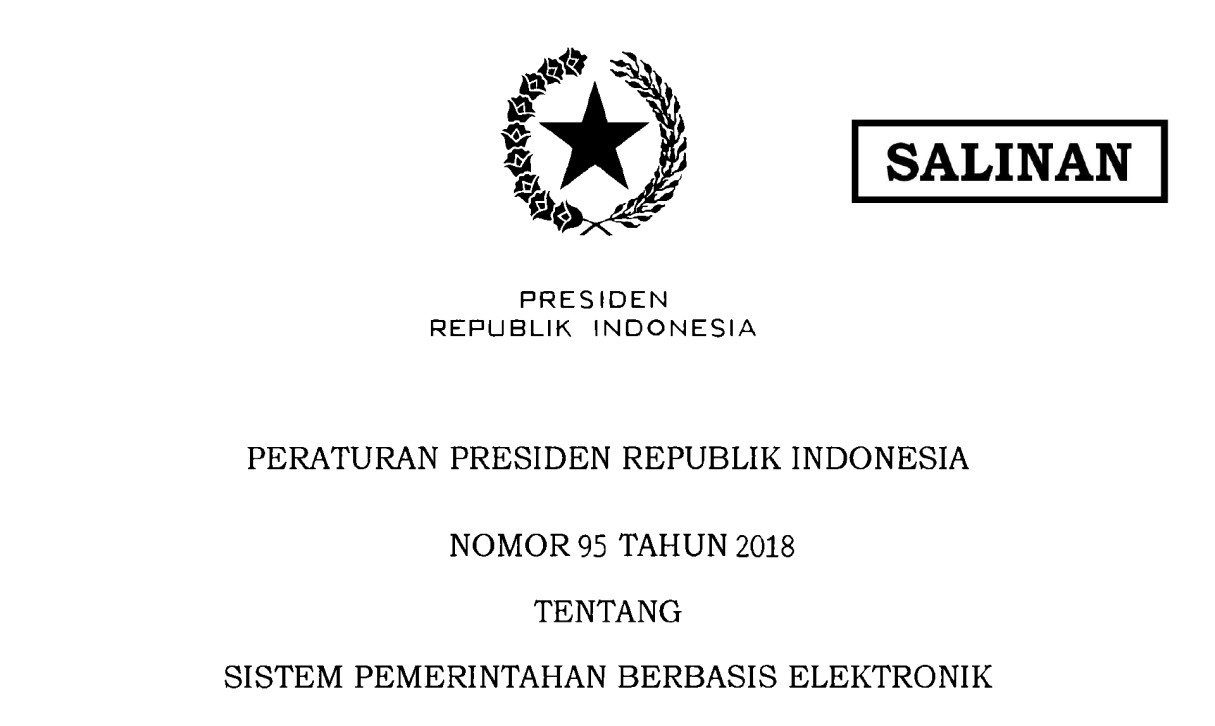 SALINAN
PRESIDEN
REPUBLIK INDONESIA
PERATURAN PRESIDEN REPUBLIK INDONESIA
NOMOR 95 TAHUN 2018
TENTANG
SISTEM PEMERINTAHAN BERBASIS ELEKTRONIK